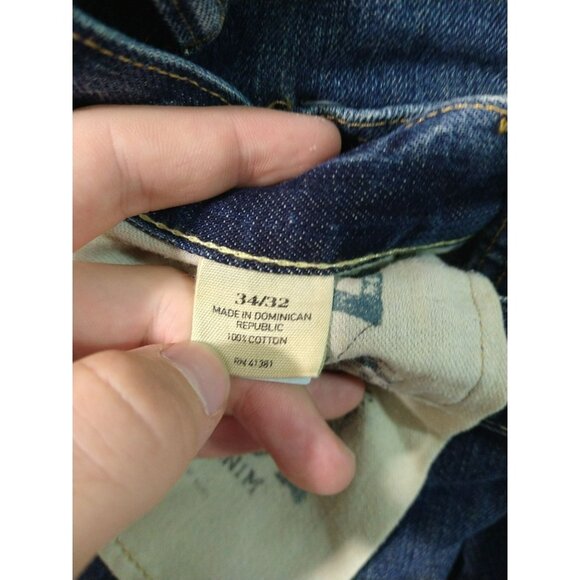 34/32
MADE IN DOMINICAN
REPUBLIC
100% COTTON
RN 41381